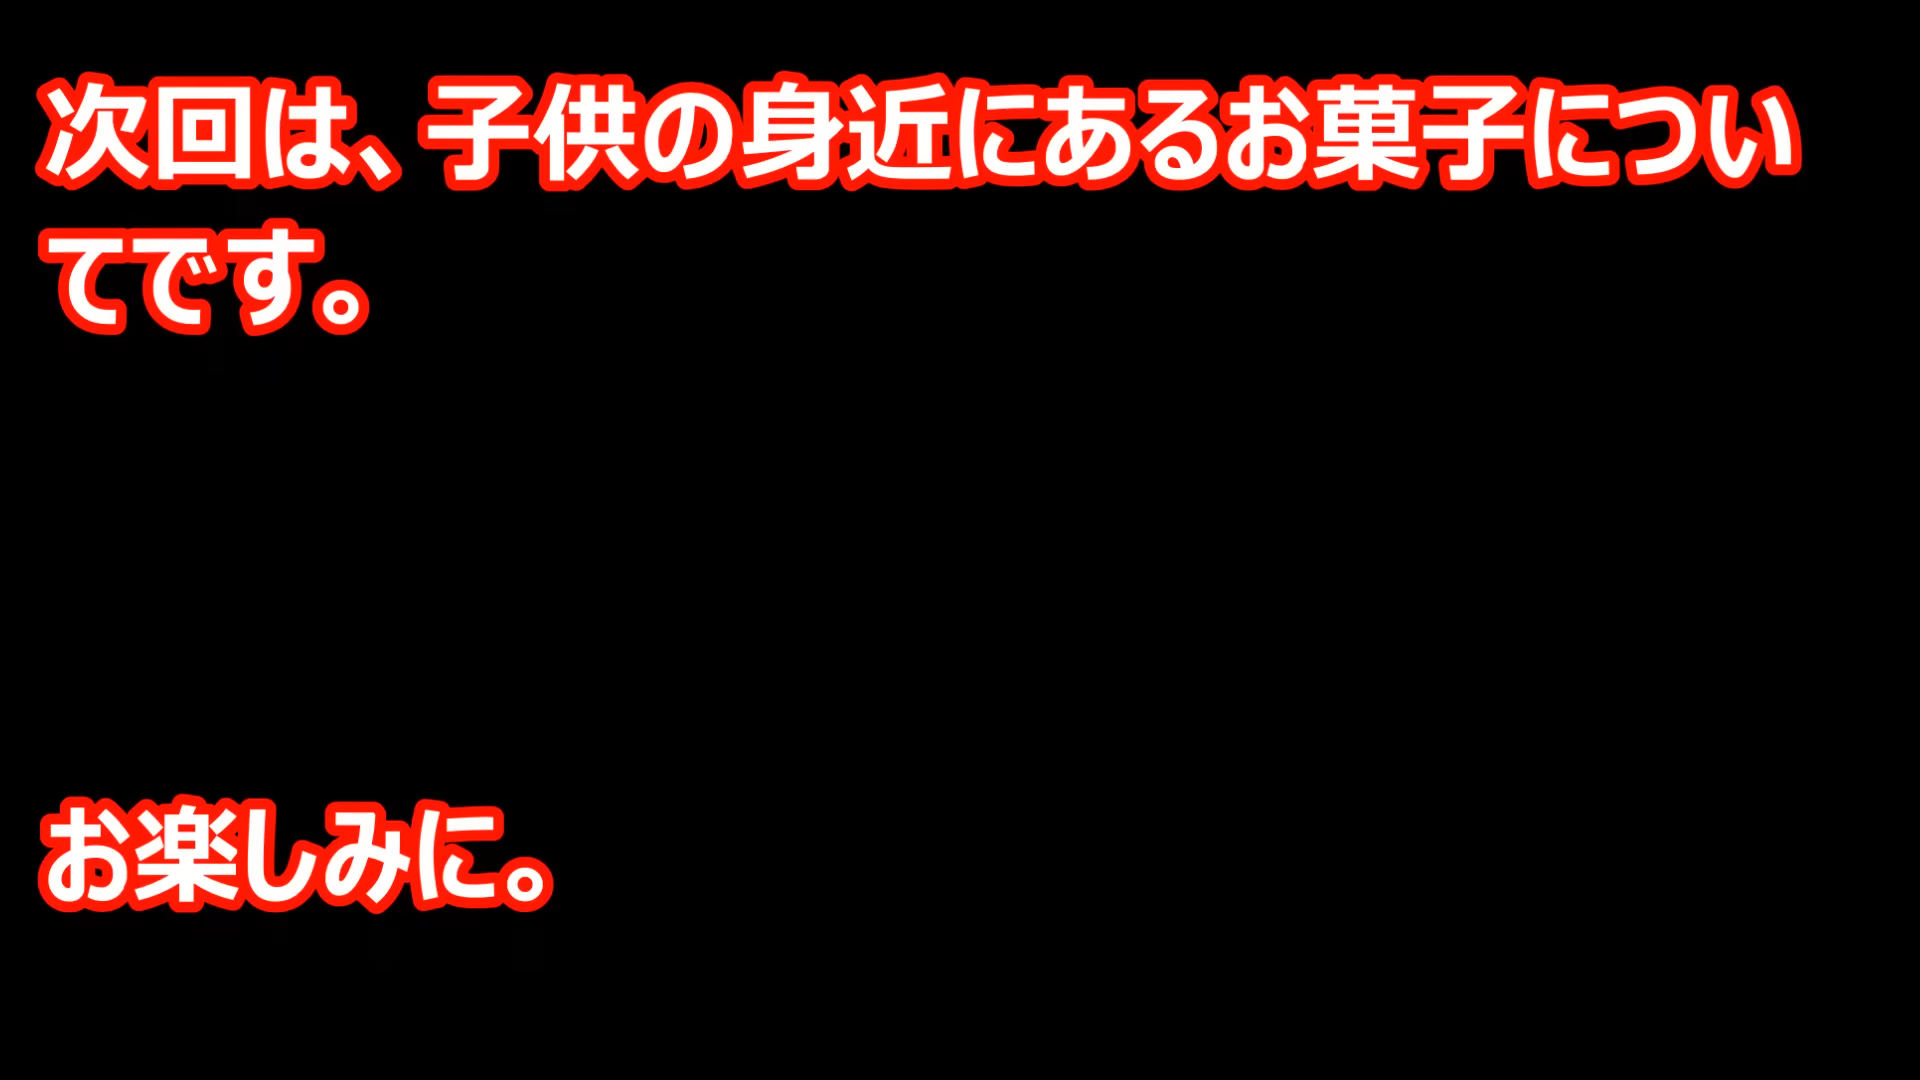 次回は、子供の身近にあるお菓子につい
てです。
お楽しみに。